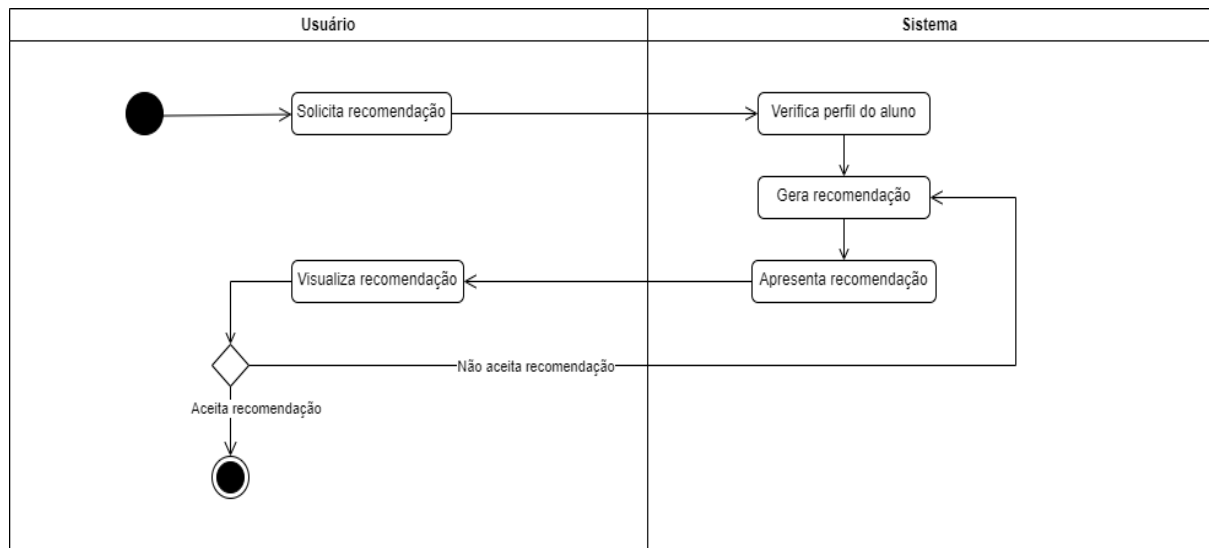 Usuário
Sistema
Solicita recomendação
Verifica perfil do aluno
Gera recomendação
Visualiza recomendação
Apresenta recomendação
Não aceita recomendação
Aceita recomendação